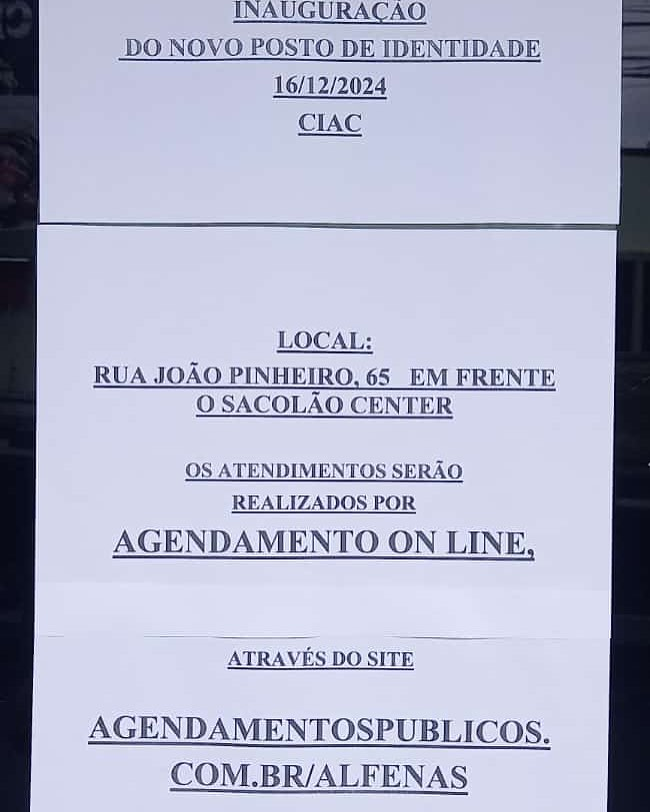 INAUGURAÇÃO
DO NOVO POSTO DE IDENTIDADE
16/12/2024
CIAC
LOCAL:
RUA JOÃO PINHEIRO, 65 EM FRENTE
O SACOLÃO CENTER
OS ATENDIMENTOS SERÃO
REALIZADOS POR
AGENDAMENTO ON LINE,
ATRAVÉS DO SITE
AGENDAMENTOSPUBLICOS.
COM.BR/ALFENAS